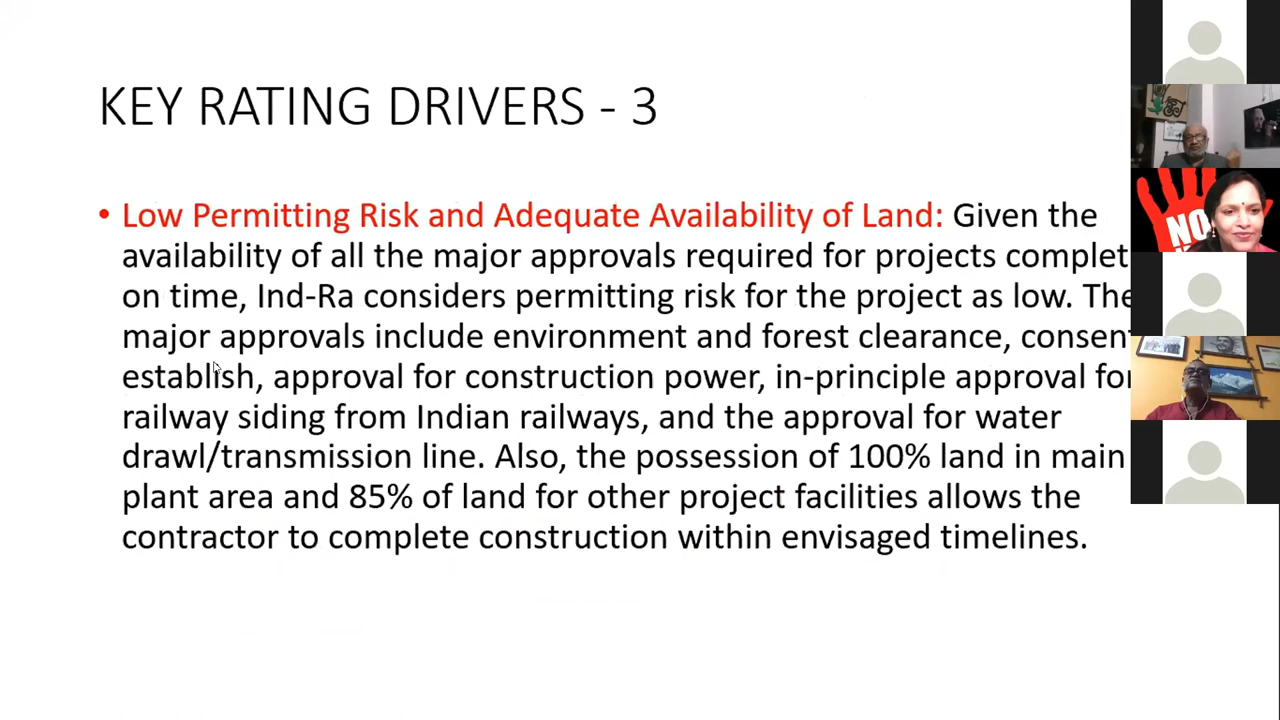 KEY RATING DRIVERS - 3
• Low Permitting Risk and Adequate Availability of Land: Given the
availability of all the major approvals required for projects complet
on time, Ind-Ra considers permitting risk for the project as low. The
major approvals include environment and forest clearance, consent
establish, approval for construction power, in-principle approval for
railway siding from Indian railways, and the approval for water
drawl/transmission line. Also, the possession of 100% land in main
plant area and 85% of land for other project facilities allows the
contractor to complete construction within envisaged timelines.
NO